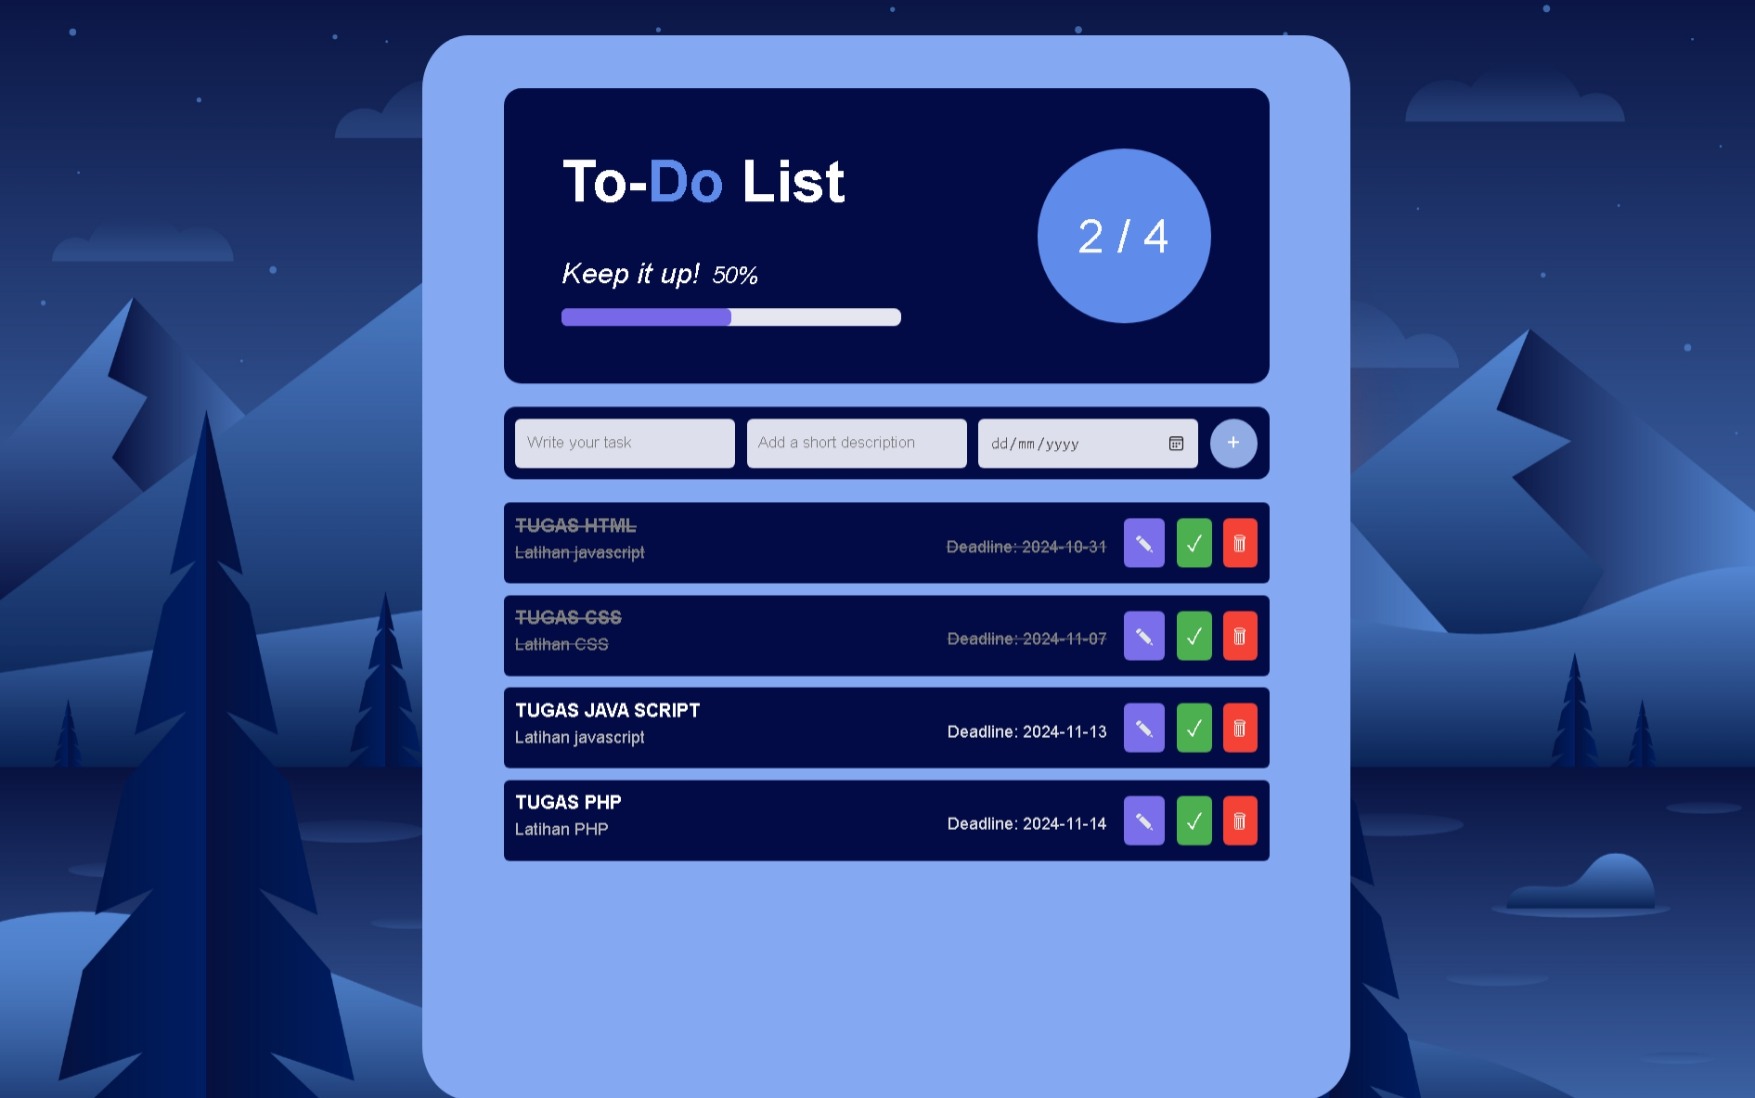 To-Do List
2 / 4
Keep it up! 50%
Write your task
Add a short description
dd/mm/yyyy
+
TUGAS HTML
Latihan javascript
Deadline: 2024-10-31
TUGAS CSS
Latihan CSS
Deadline: 2024-11-07
TUGAS JAVA SCRIPT
Latihan javascript
Deadline: 2024-11-13
TUGAS PHP
Latihan PHP
Deadline: 2024-11-14